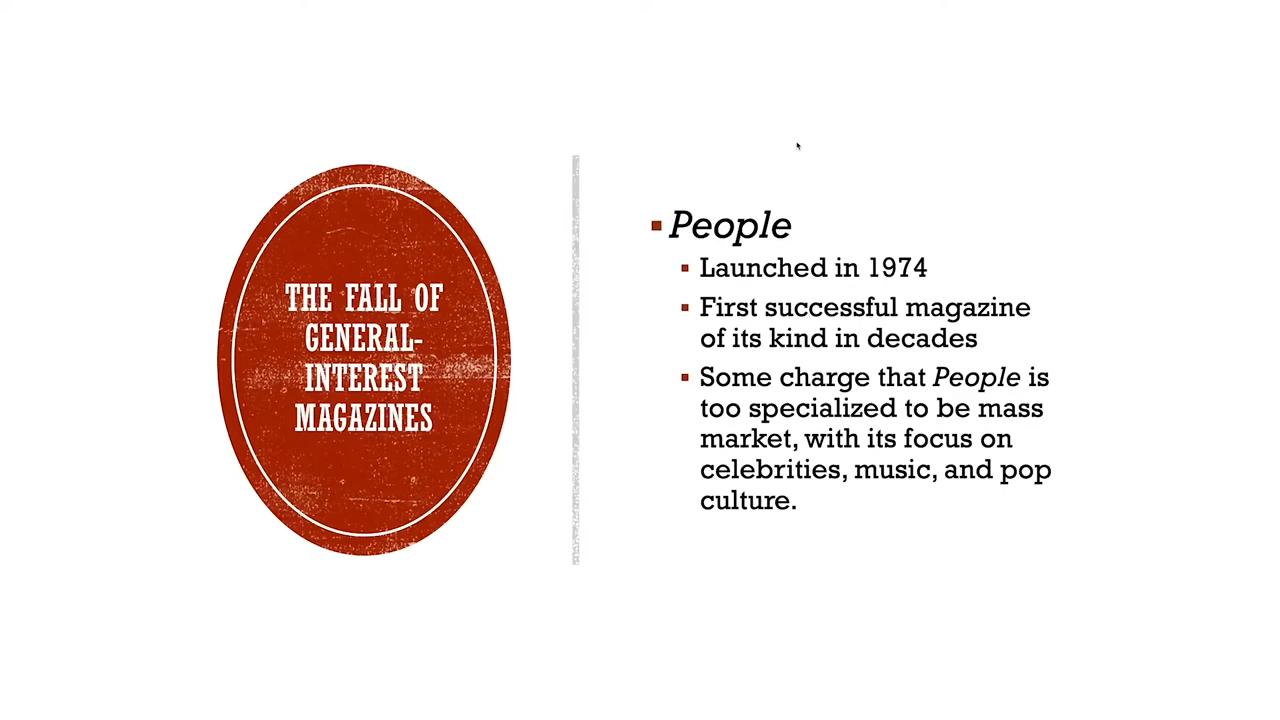 THE FALL OF
GENERAL-
INTEREST
MAGAZINES
People
Launched in 1974
First successful magazine
of its kind in decades
Some charge that People is
too specialized to be mass
market, with its focus on
celebrities, music, and pop
culture.